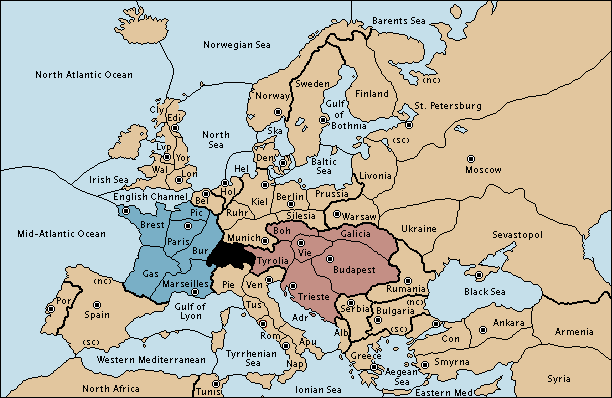 Barents Sea
Norwegian Sea
North Atlantic Ocean
(nc)
Sweden
Finland
Norway
Cly
Edi
Gulf
of
Bothnia
St. Petersburg
Ska
North
Sea
(sc)
Lvp
Yor
Den
Baltic
Sea
Moscow
Wal
Lon
Hel
Livonia
Irish Sea
English Channel
Hol
Kiel
Berlin
Prussia
Bel
Ruhr
Silesia
Warsaw
Pic
Brest
Mid-Atlantic Ocean
Paris
Munich
Boh
Galicia
Ukraine
Sevastopol
Bur
Vie
Tyrolia
Budapest
Gas
Marseilles
Pie
Ven
Trieste
Rumania
Black Sea
(nc)
Por
Spain
Gulf of
Lyon
Tus
Adr
Serbia
Bulgaria
(nc)
(sc)
Rom
Apu
Alb
Con
Ankara
Armenia
(sc)
Western Mediterranean
Tyrrhenian
Sea
Nap
Greece
Aegean
Sea
Smyrna
Syria
North Africa
Tunis
Ionian Sea
Eastern Med